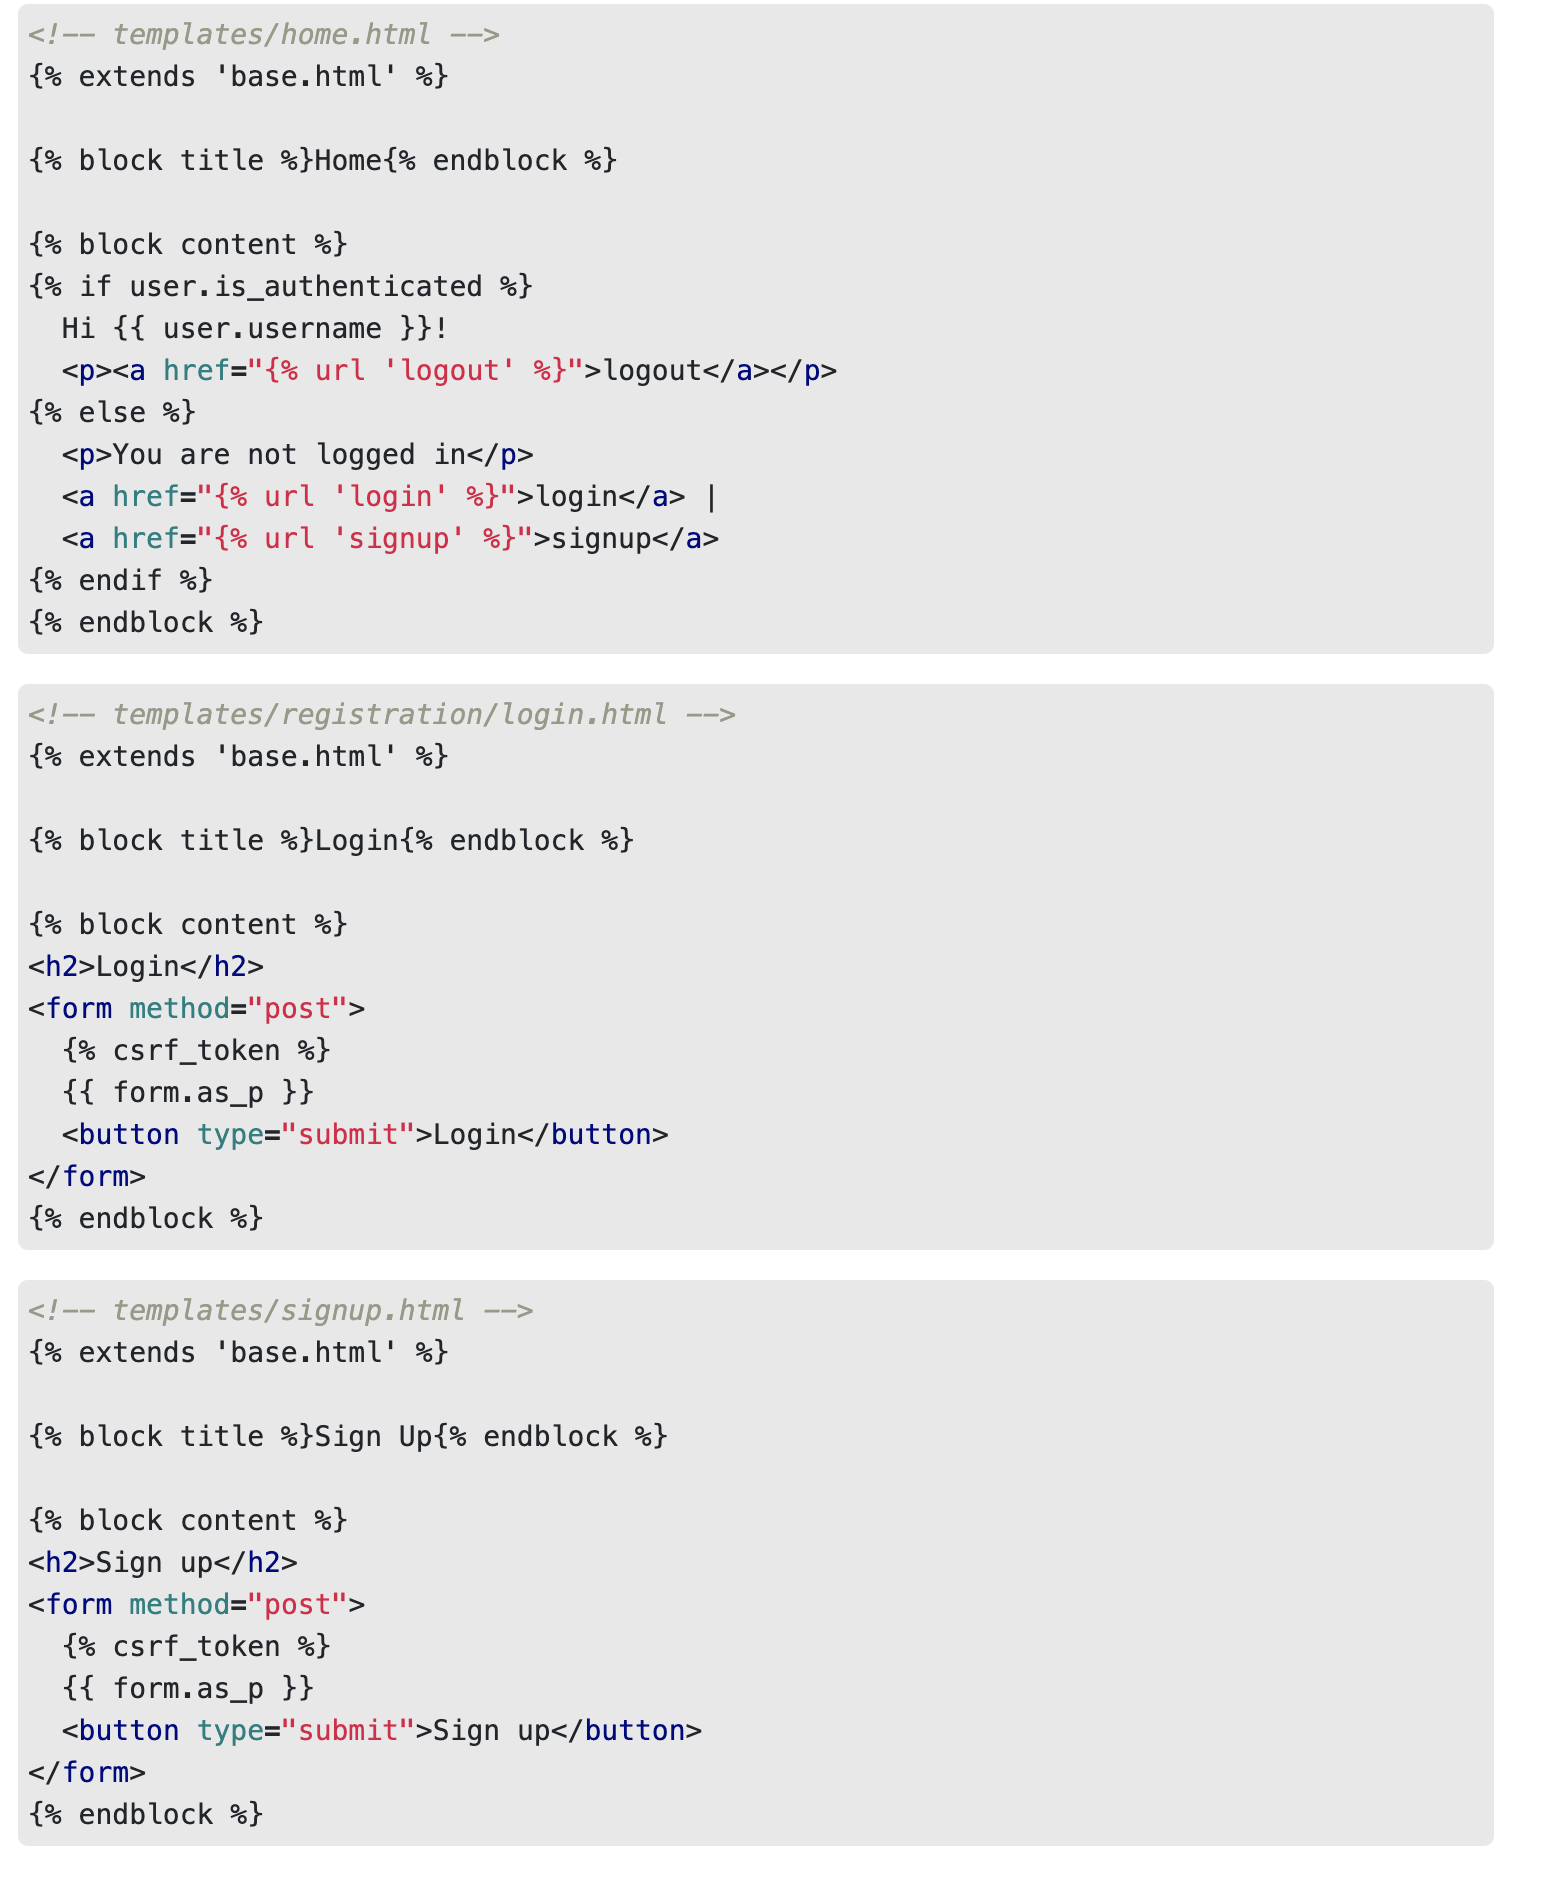 <!-- templates/home.html -->
{% extends 'base.html' %}
{% block title %}Home{% endblock %}
{% block content %}
{% if user.is_authenticated %}
  Hi {{ user.username }}!
  <p><a href="{% url 'logout' %}">logout</a></p>
{% else %}
  <p>You are not logged in</p>
  <a href="{% url 'login' %}">login</a> |
  <a href="{% url 'signup' %}">signup</a>
{% endif %}
{% endblock %}
<!-- templates/registration/login.html -->
{% extends 'base.html' %}
{% block title %}Login{% endblock %}
{% block content %}
<h2>Login</h2>
<form method="post">
  {% csrf_token %}
  {{ form.as_p }}
  <button type="submit">Login</button>
</form>
{% endblock %}
<!-- templates/signup.html -->
{% extends 'base.html' %}
{% block title %}Sign Up{% endblock %}
{% block content %}
<h2>Sign up</h2>
<form method="post">
  {% csrf_token %}
  {{ form.as_p }}
  <button type="submit">Sign up</button>
</form>
{% endblock %}